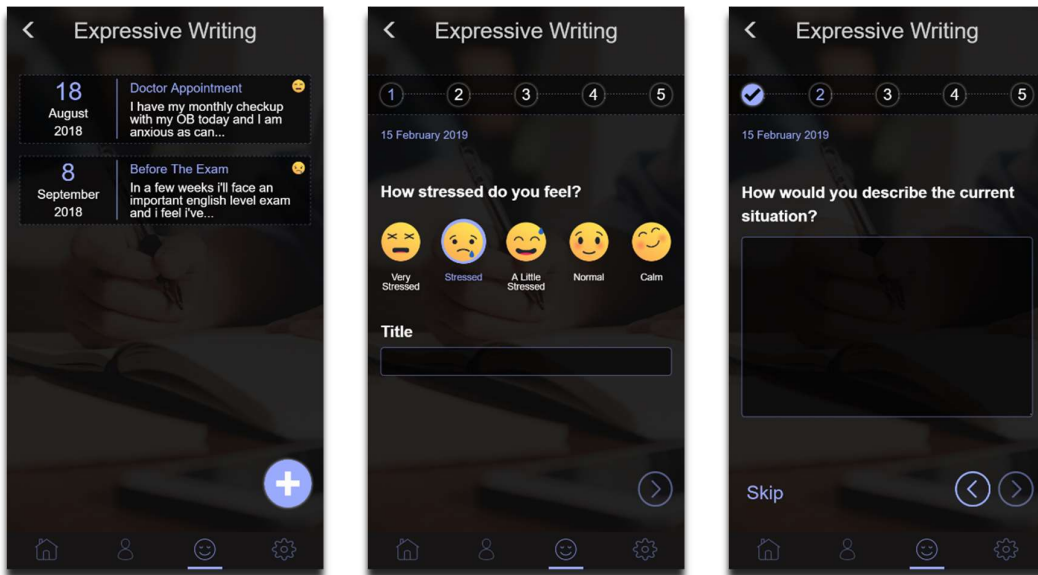 Expressive Writing
18
August
2018
Doctor Appointment
I have my monthly checkup
with my OB today and I am
anxious as can...
8
September
2018
Before The Exam
In a few weeks i'll face an
important english level exam
and i feel i've...
Expressive Writing
1 2 3 4 5
15 February 2019
How stressed do you feel?
Very
Stressed
Stressed
A Little
Stressed
Normal
Calm
Title
Expressive Writing
2 3 4 5
15 February 2019
How would you describe the current
situation?
Skip